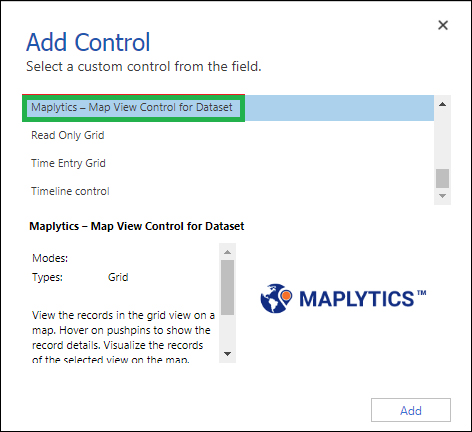 Add Control
Select a custom control from the field.
Maplytics – Map View Control for Dataset
Read Only Grid
Time Entry Grid
Timeline control
Maplytics – Map View Control for Dataset
Modes:
Types: Grid
View the records in the grid view on a
map. Hover on pushpins to show the
record details. Visualize the records
of the selected view on the map.
MAPLYTICS™
Add